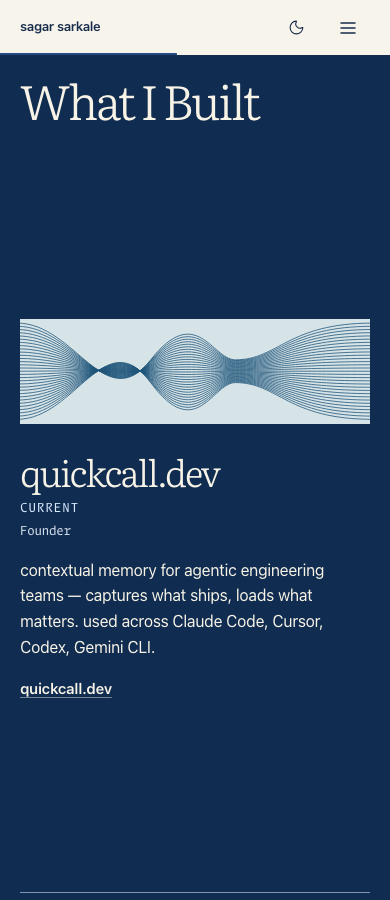 sagar sarkale
What I Built
quickcall.dev
CURRENT
Founder
contextual memory for agentic engineering
teams — captures what ships, loads what
matters. used across Claude Code, Cursor,
Codex, Gemini CLI.
quickcall.dev